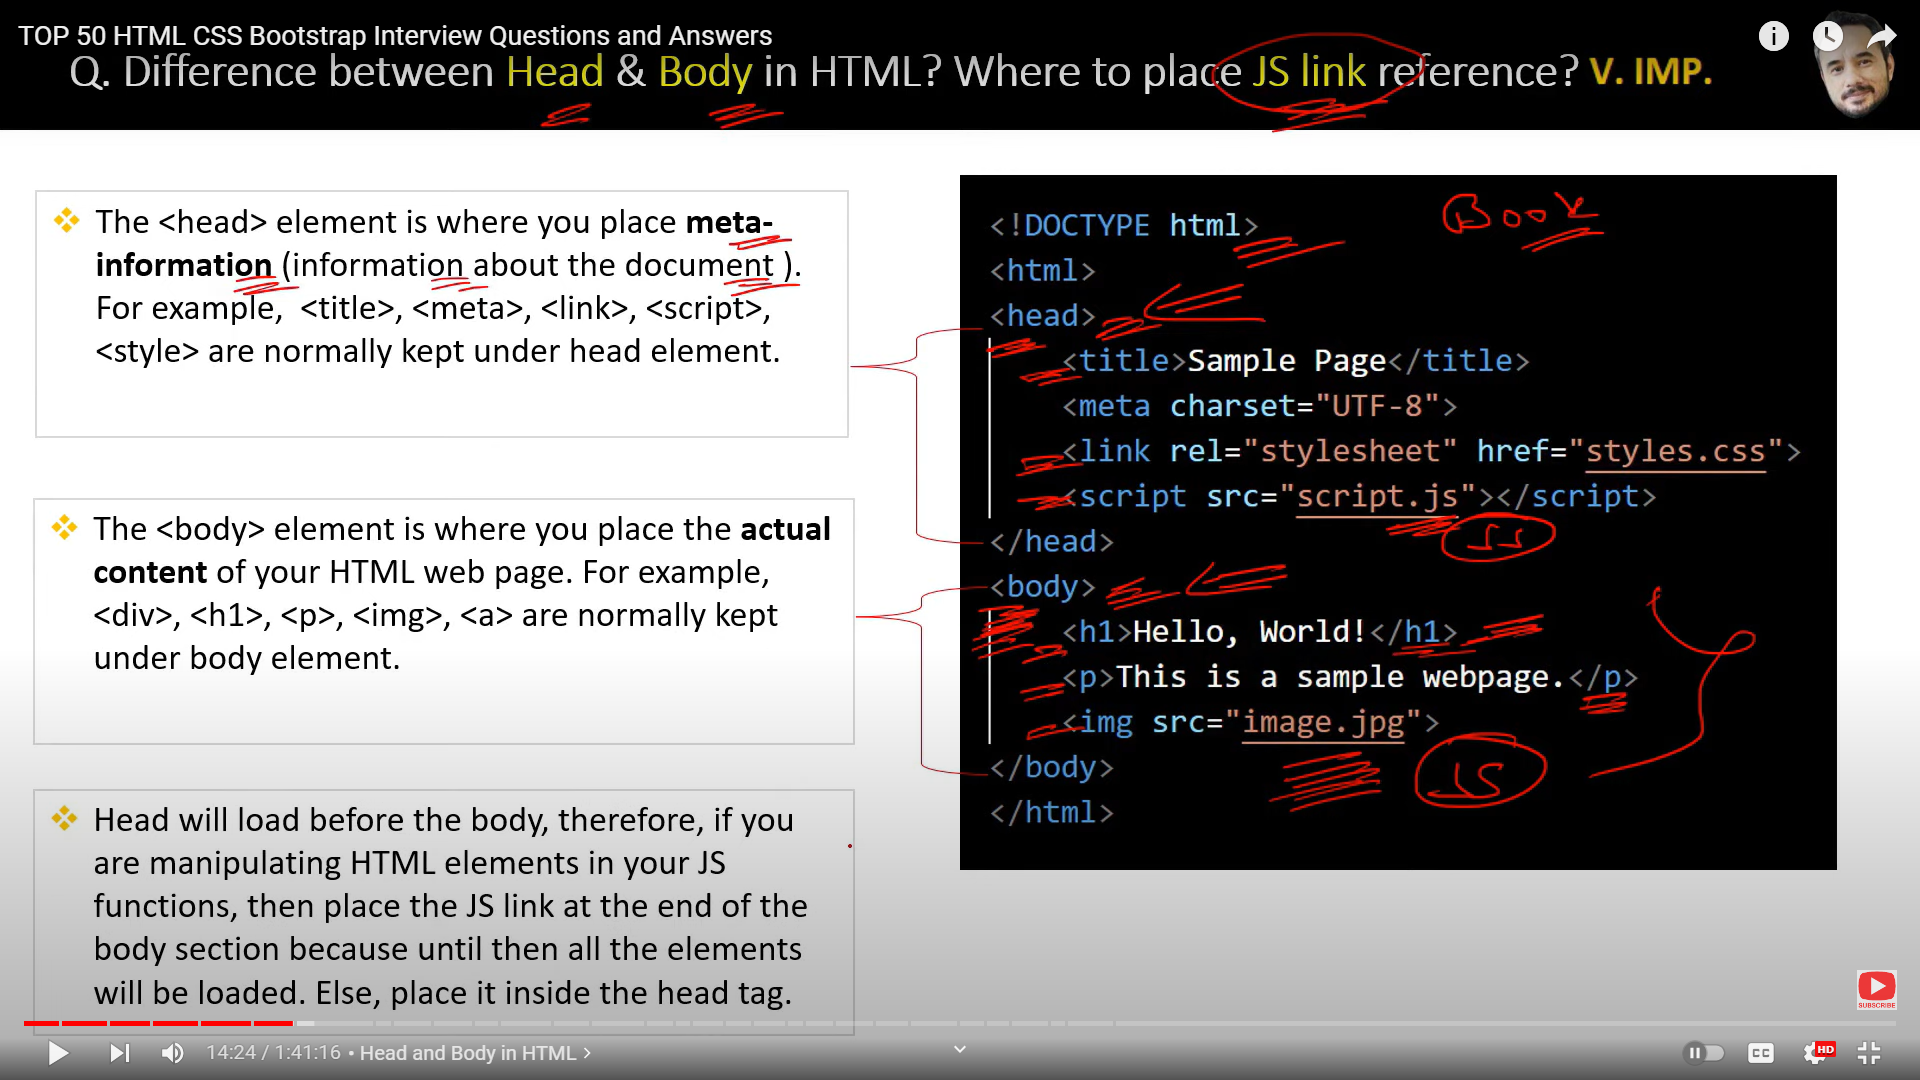 TOP 50 HTML CSS Bootstrap Interview Questions and Answers
Q. Difference between Head & Body in HTML? Where to place JS link reference? V. IMP.
The <head> element is where you place meta-
information (information about the document ).
For example,  <title>, <meta>, <link>, <script>,
<style> are normally kept under head element.
The <body> element is where you place the actual
content of your HTML web page. For example,
<div>, <h1>, <p>, <img>, <a> are normally kept
under body element.
Head will load before the body, therefore, if you
are manipulating HTML elements in your JS
functions, then place the JS link at the end of the
body section because until then all the elements
will be loaded. Else, place it inside the head tag.
Book
<!DOCTYPE html>
<html>
<head>
<title>Sample Page</title>
<meta charset="UTF-8">
<link rel="stylesheet" href="styles.css">
<script src="script.js"></script>
JS
</head>
<body>
<h1>Hello, World!</h1>
<p>This is a sample webpage.</p>
<img src="image.jpg">
</body>
JS
</html>
SUBSCRIBE
14:24 / 1:41:16 • Head and Body in HTML >
CC
HD